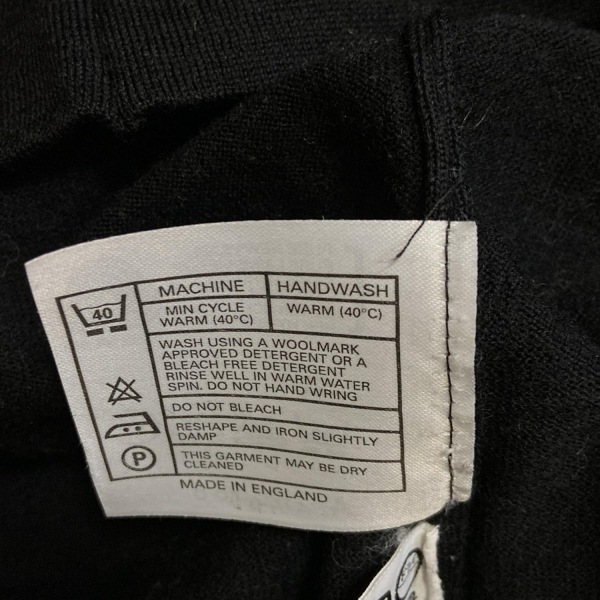 40
MACHINE
HANDWASH
MIN CYCLE
WARM (40°C)
WARM (40°C)
WASH USING A WOOLMARK
APPROVED DETERGENT OR A
BLEACH FREE DETERGENT
RINSE WELL IN WARM WATER
SPIN. DO NOT HAND WRING
DO NOT BLEACH
RESHAPE AND IRON SLIGHTLY
DAMP
P
THIS GARMENT MAY BE DRY
CLEANED
MADE IN ENGLAND